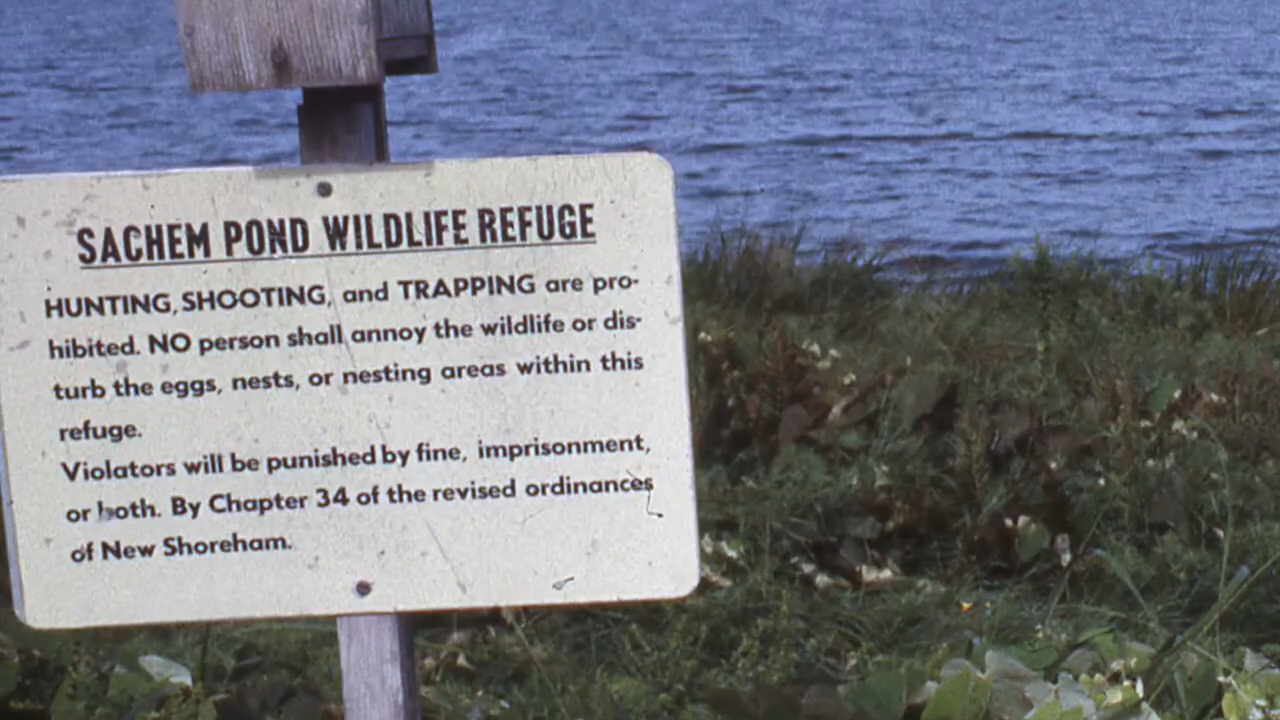 SACHEM POND WILDLIFE REFUGE
HUNTING, SHOOTING, and TRAPPING are pro-
hibited. NO person shall annoy the wildlife or dis-
turb the eggs, nests, or nesting areas within this
refuge.
Violators will be punished by fine, imprisonment,
or both. By Chapter 34 of the revised ordinances
of New Shoreham.